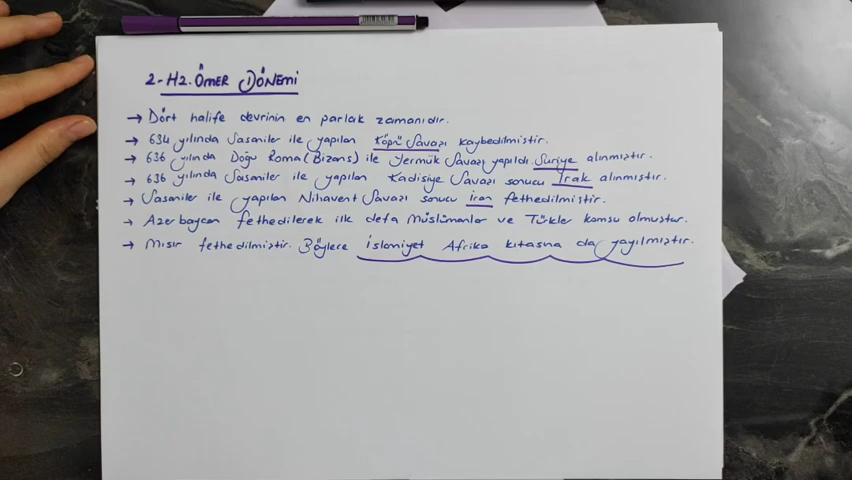 2-Hz. ÖMER DÖNEMİ
→ Dört halife devrinin en parlak zamanıdır.
→ 634 yılında Sasaniler ile yapılan Köprü Savaşı kaybedilmiştir.
→ 636 yılında Doğu Roma (Bizans) ile Yermük Savaşı yapıldı. Suriye alınmıştır.
→ 636 yılında Sasaniler ile yapılan Kadisiye Savaşı sonucu Irak alınmıştır.
→ Sasaniler ile yapılan Nihavent Savaşı sonucu İran fethedilmiştir.
→ Azerbaycan fethedilerek ilk defa Müslümanlar ve Türkler komşu olmuştur.
→ Mısır fethedilmiştir. Böylece İslamiyet Afrika kıtasına da yayılmıştır.